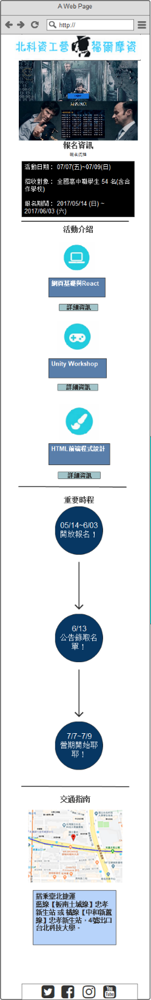 A Web Page
http://
北科資工營 福爾摩資
報名資訊
報名流程
活動日期： 07/07(五)~07/09(日)
招收對象： 全國高中職學生 54 名(含合
作學校)
報名期間： 2017/05/14 (日) ~
2017/06/03 (六)
活動介紹
網頁基礎與React
詳細資訊
Unity Workshop
詳細資訊
HTML前端程式設計
詳細資訊
重要時程
05/14~6/03
開放報名！
6/13
公告錄取名
單！
7/7~7/9
營期開始耶
耶！
交通指南
搭乘臺北捷運
藍線【板南土城線】忠孝
新生站 或 橘線【中和新蘆
線】忠孝新生站，4號出口
台北科技大學。
You
Tube